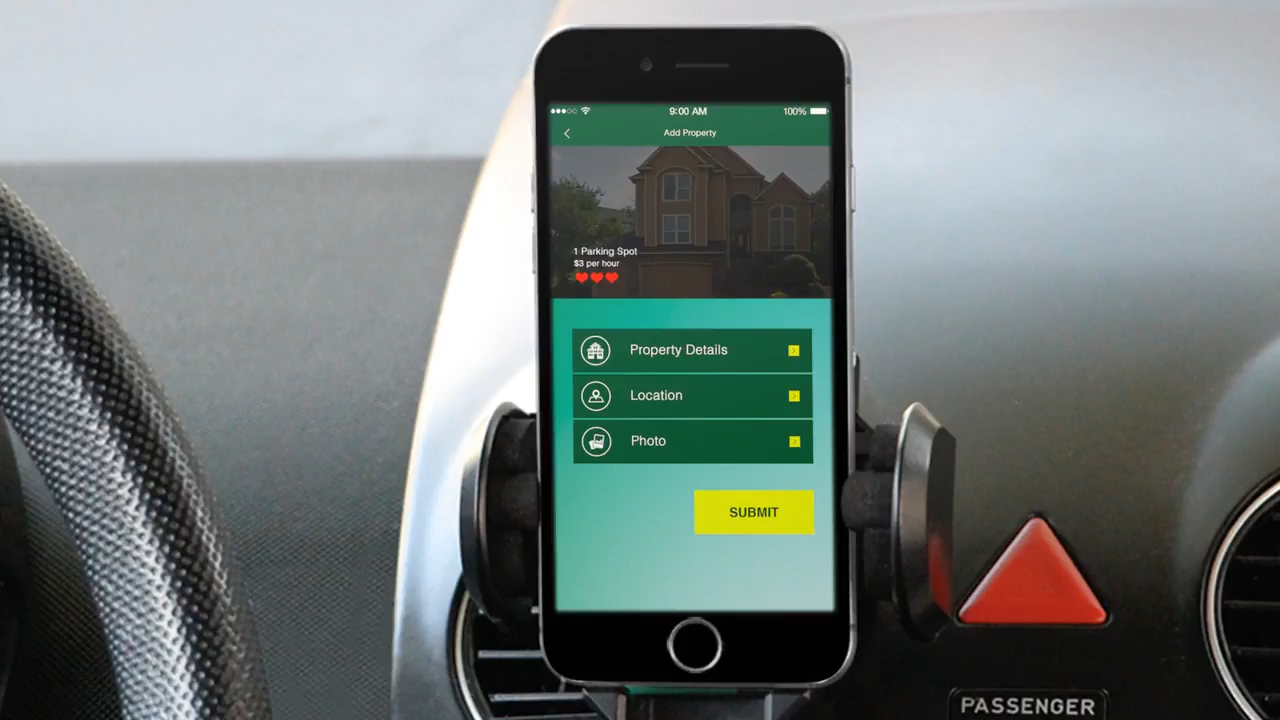 9:00 AM
100%
Add Property
1 Parking Spot
$3 per hour
Property Details
Location
Photo
SUBMIT
PASSENGER